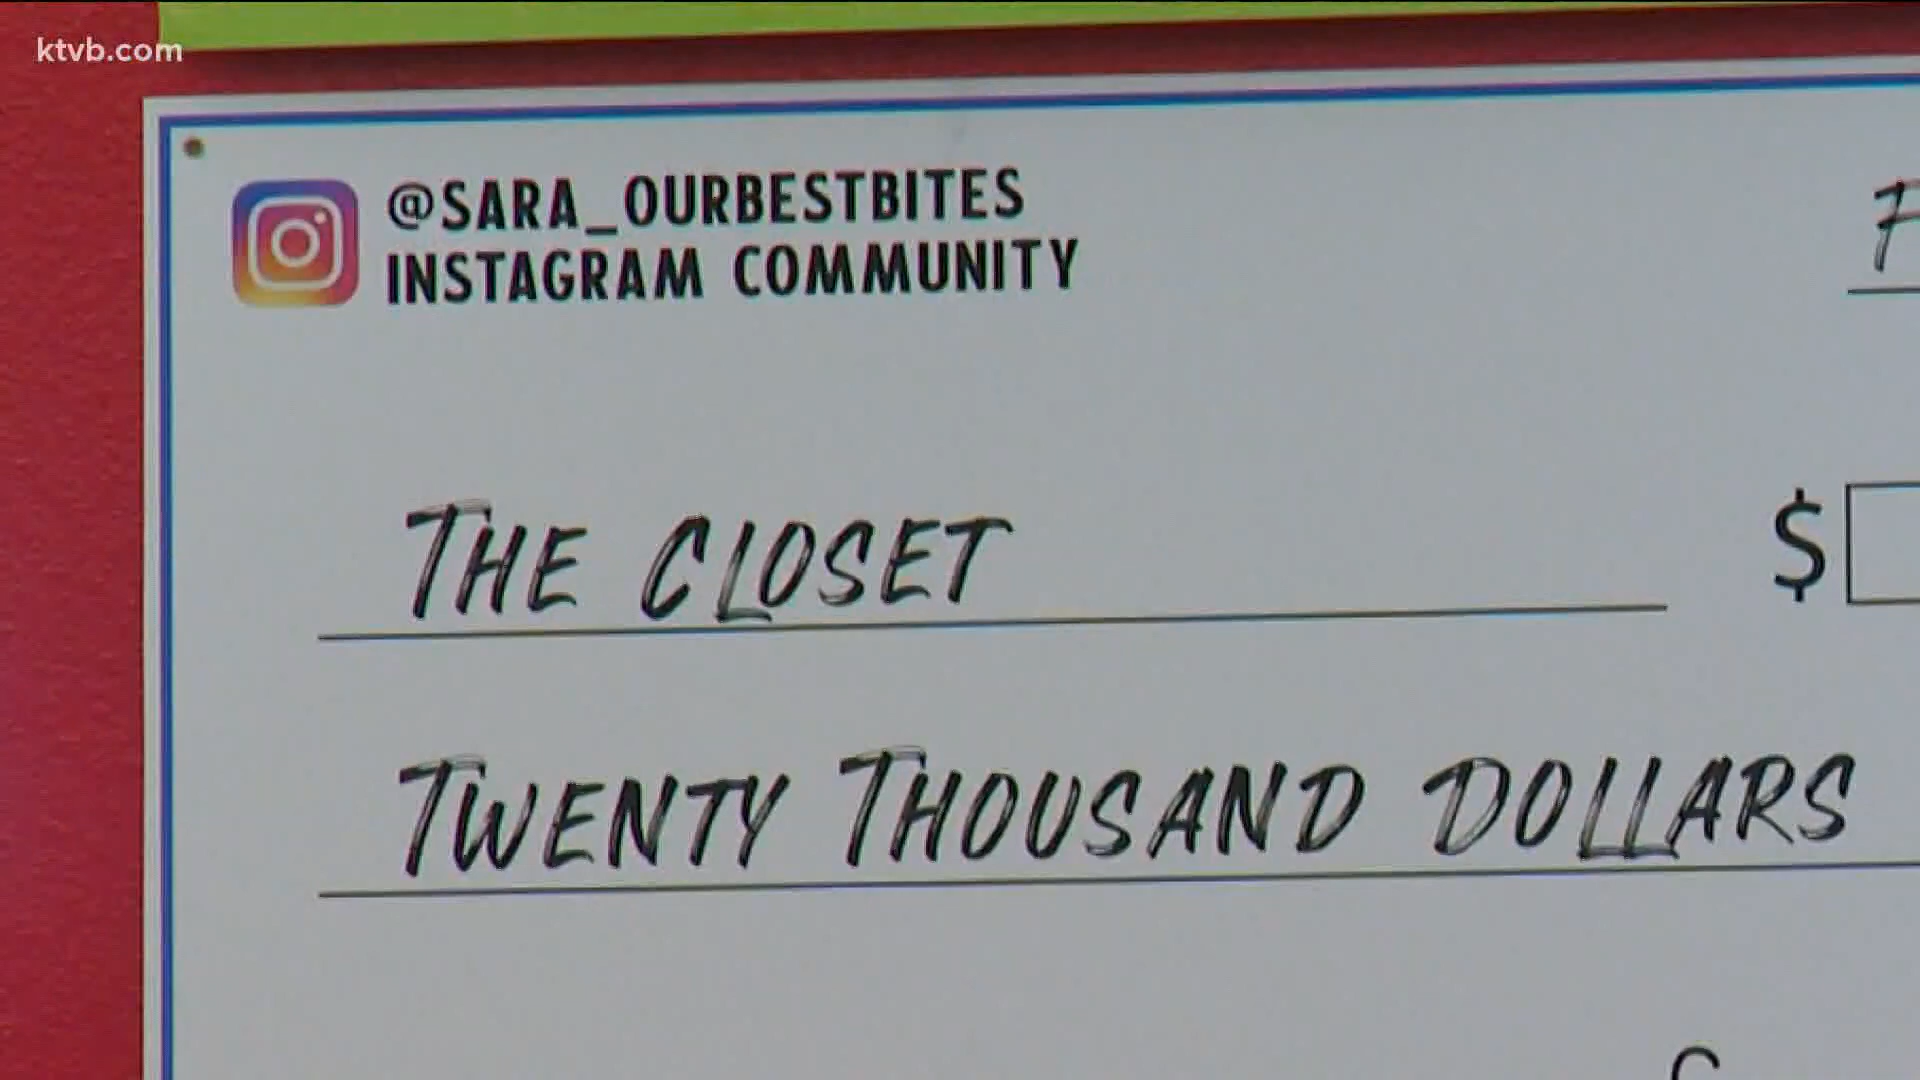 ktvb.com
@SARA_OURBESTBITES
INSTAGRAM COMMUNITY
THE CLOSET
$
TWENTY THOUSAND DOLLARS